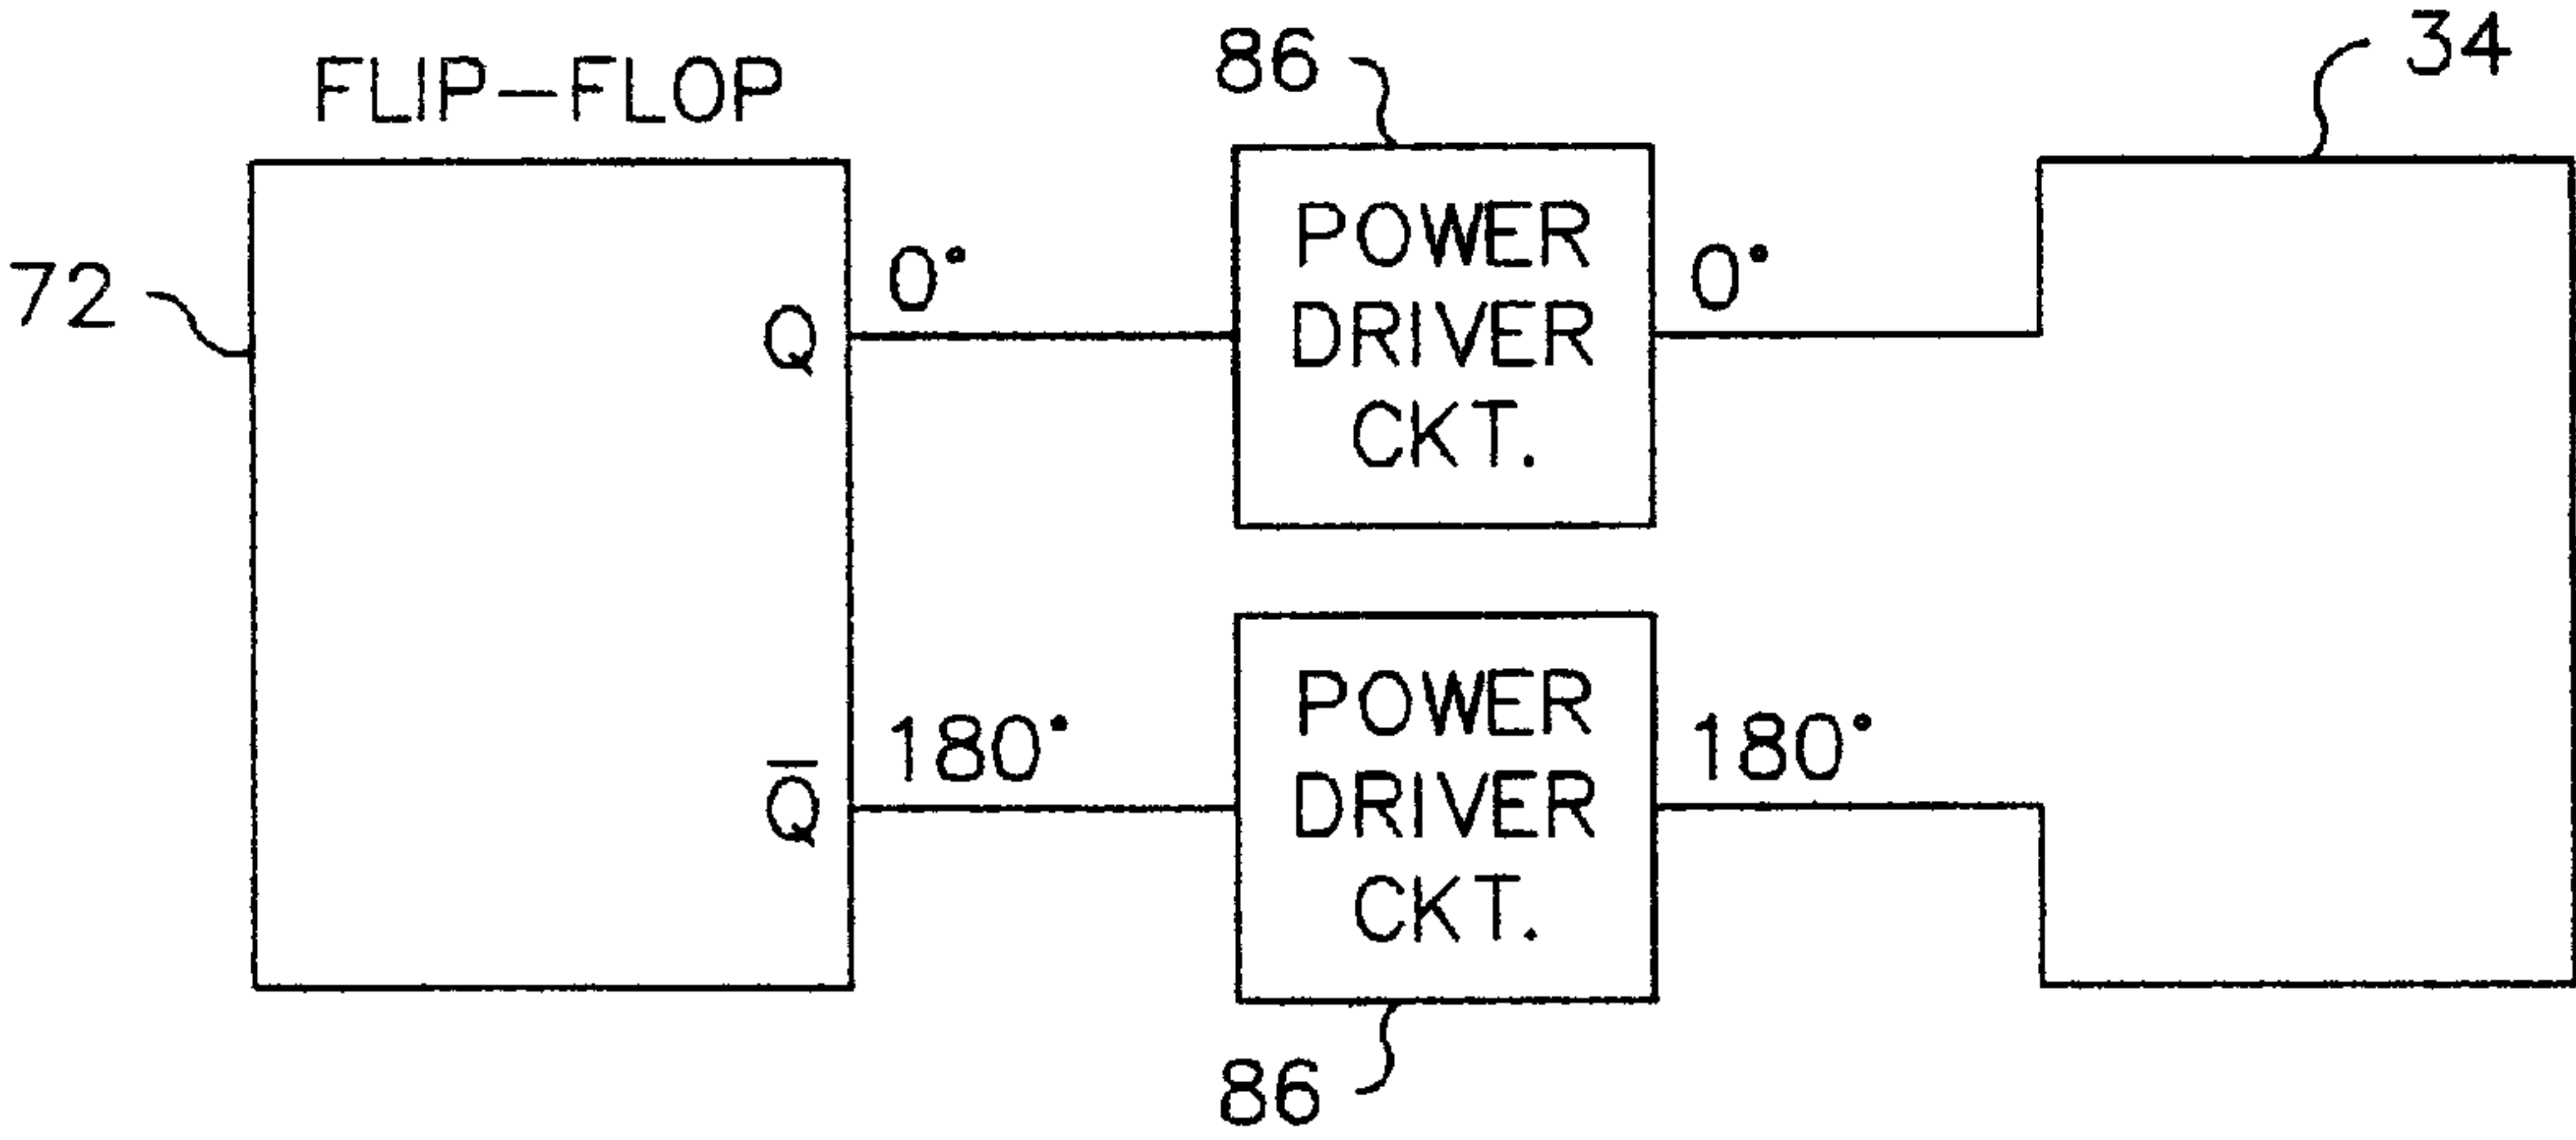 FLIP-FLOP
86
34
72
Q
0°
POWER
DRIVER
CKT.
0°
Q̅
180°
POWER
DRIVER
CKT.
180°
86